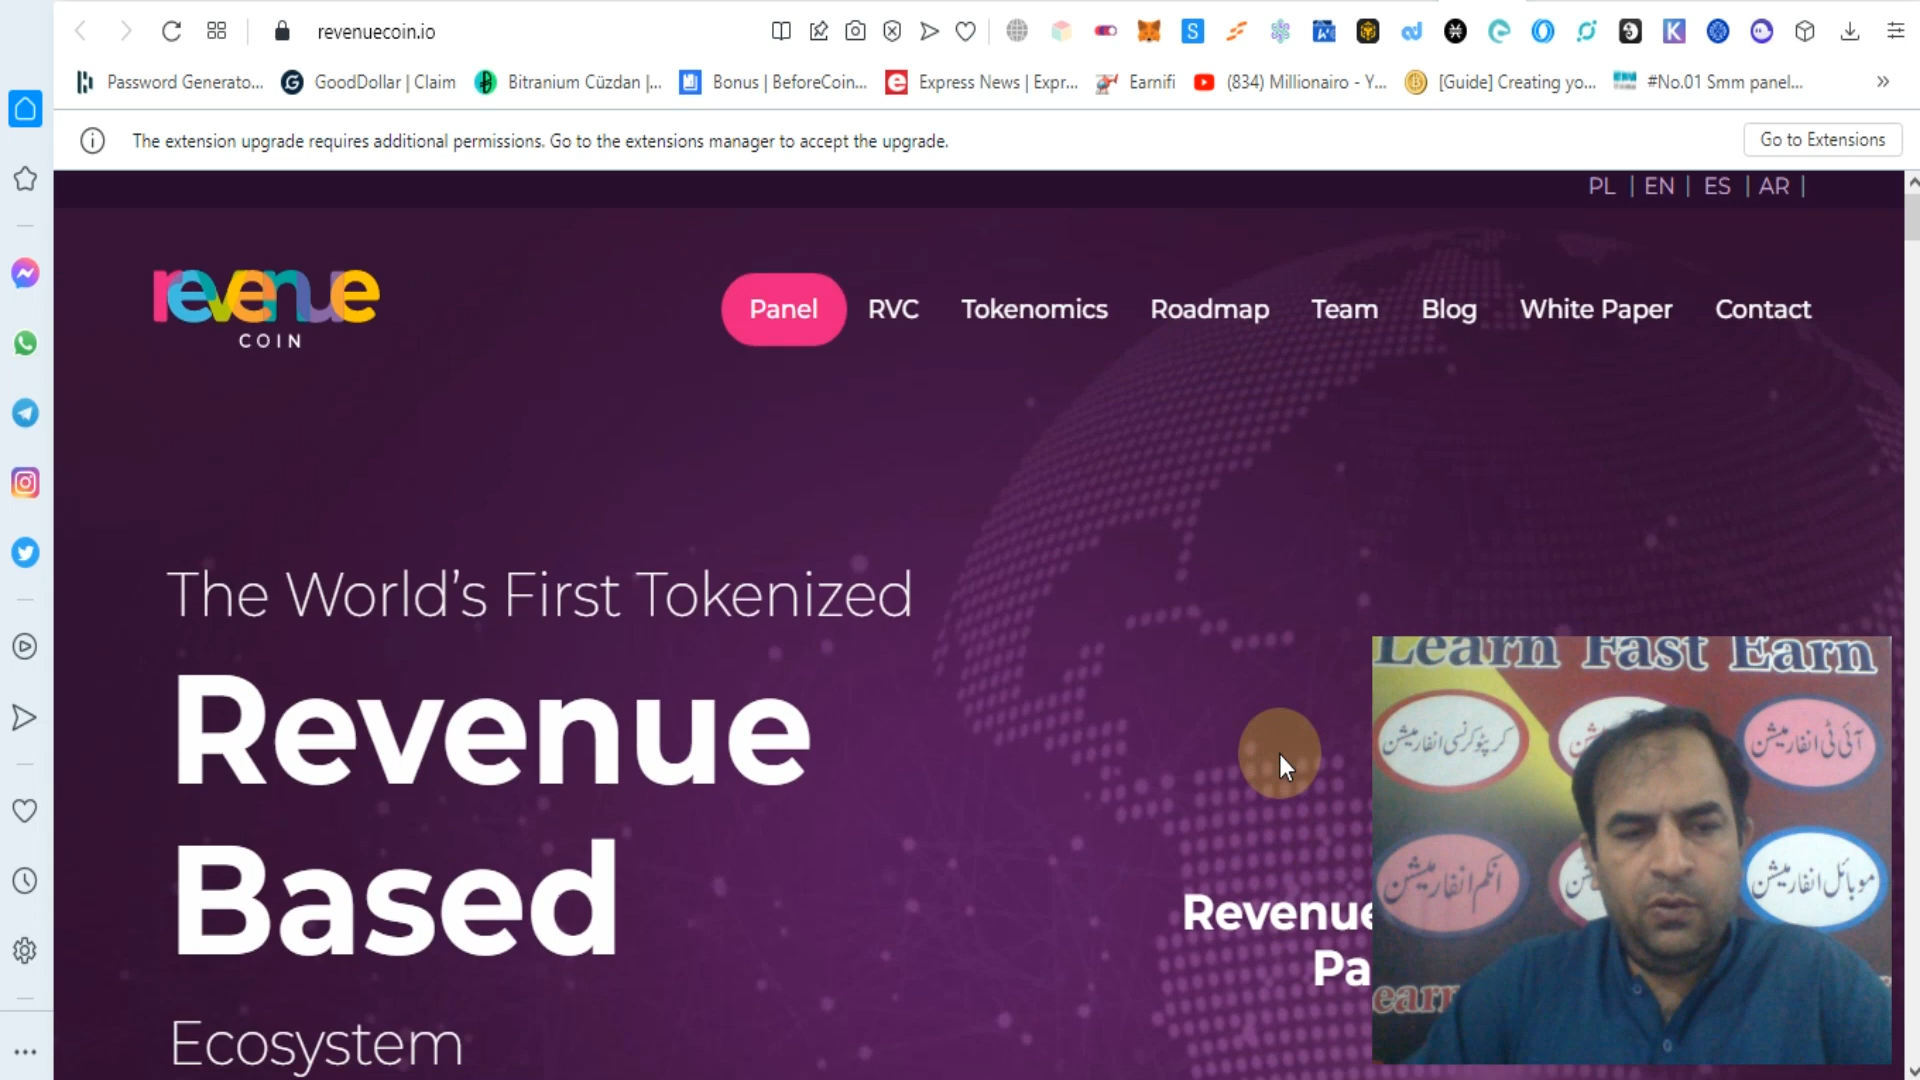 revenuecoin.io
Password Generato...
GoodDollar | Claim
Bitranium Cüzdan |...
Bonus | BeforeCoin...
Express News | Expr...
Earnifi
(834) Millionairo - Y...
[Guide] Creating yo...
#No.01 Smm panel...
The extension upgrade requires additional permissions. Go to the extensions manager to accept the upgrade.
Go to Extensions
PL | EN | ES | AR |
revenue
COIN
Panel
RVC
Tokenomics
Roadmap
Team
Blog
White Paper
Contact
The World's First Tokenized
Revenue
Based
Ecosystem
Revenue
Pa
Learn Fast Earn
کرپٹو کرنسی انفارمیشن
آئی ٹی انفارمیشن
انکم انفارمیشن
موبائل انفارمیشن
earn